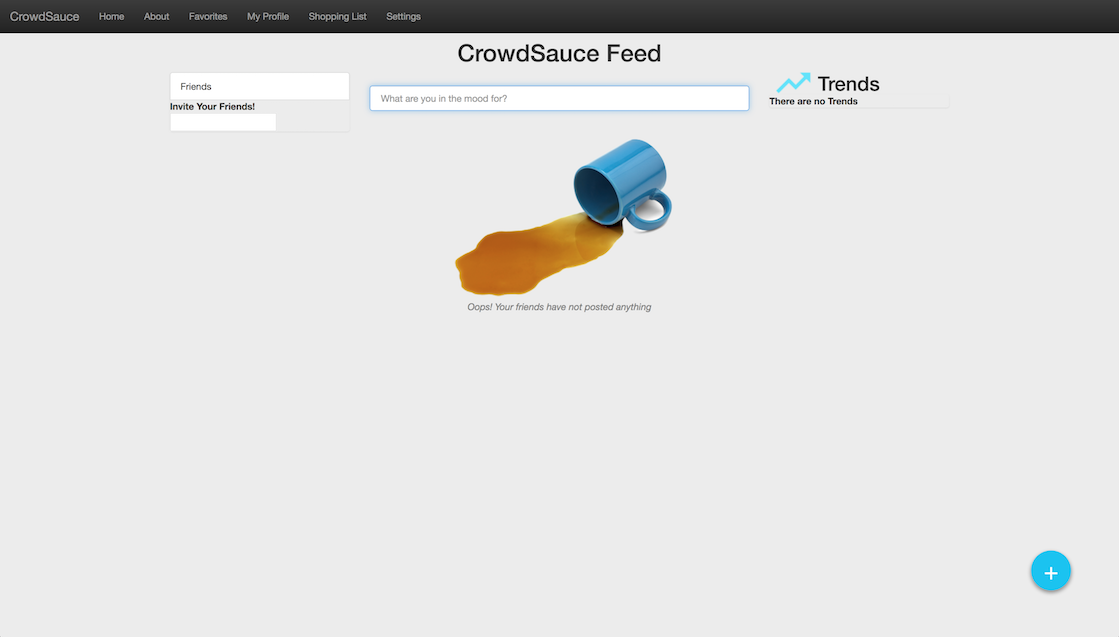 CrowdSauce Home About Favorites My Profile Shopping List Settings
CrowdSauce Feed
Friends
Invite Your Friends!
What are you in the mood for?
Trends
There are no Trends
Oops! Your friends have not posted anything
+